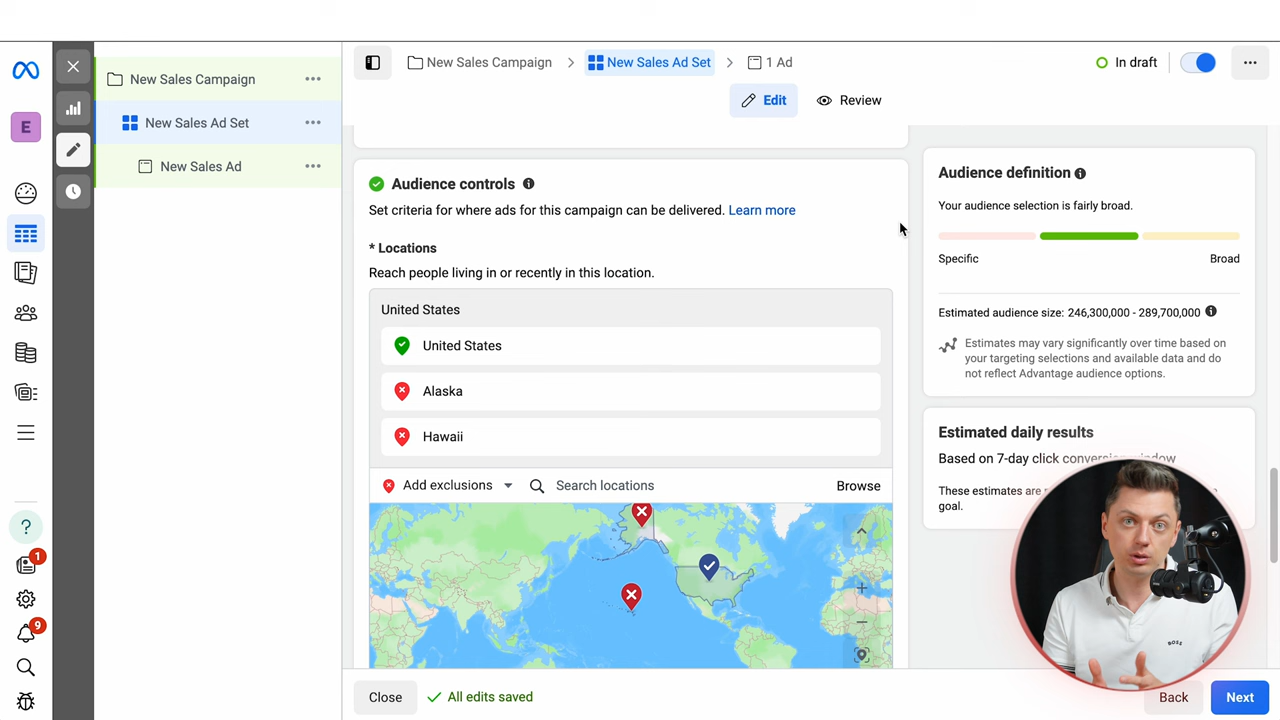 New Sales Campaign
New Sales Ad Set
1 Ad
In draft
Edit
Review
E
New Sales Campaign
New Sales Ad Set
New Sales Ad
?
1
9
Audience controls
Set criteria for where ads for this campaign can be delivered. Learn more
* Locations
Reach people living in or recently in this location.
United States
United States
Alaska
Hawaii
Add exclusions
Search locations
Browse
Audience definition
Your audience selection is fairly broad.
Specific
Broad
Estimated audience size: 246,300,000 - 289,700,000
Estimates may vary significantly over time based on
your targeting selections and available data and do
not reflect Advantage audience options.
Estimated daily results
Based on 7-day click conversion window
These estimates are
goal.
BOSS
Close
All edits saved
Back
Next